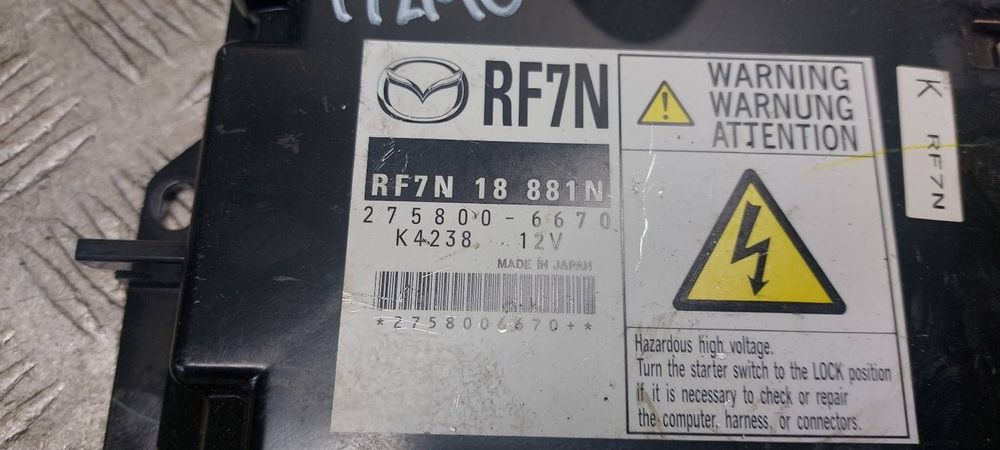 RF7N
RF7N 18 881N
275800-6670
K4238 12V
MADE IN JAPAN
*2758006670+*
WARNING
WARNUNG
ATTENTION
Hazardous high voltage.
Turn the starter switch to the LOCK position
if it is necessary to check or repair
the computer, harness, or connectors.
K RF7N